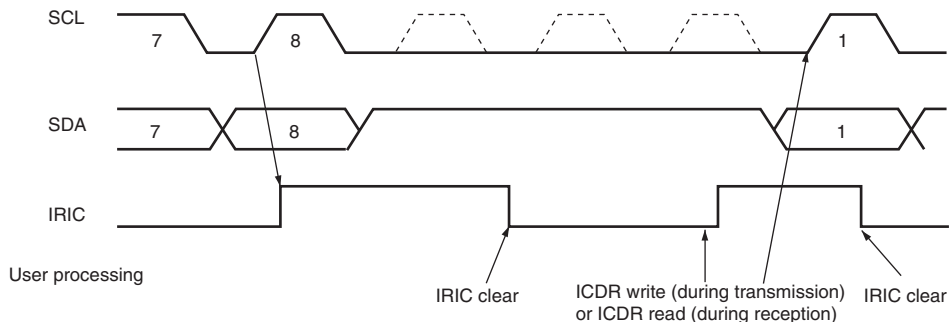 SCL
7
8
1
SDA
7
8
1
IRIC
User processing
IRIC clear
ICDR write (during transmission)
or ICDR read (during reception)
IRIC clear